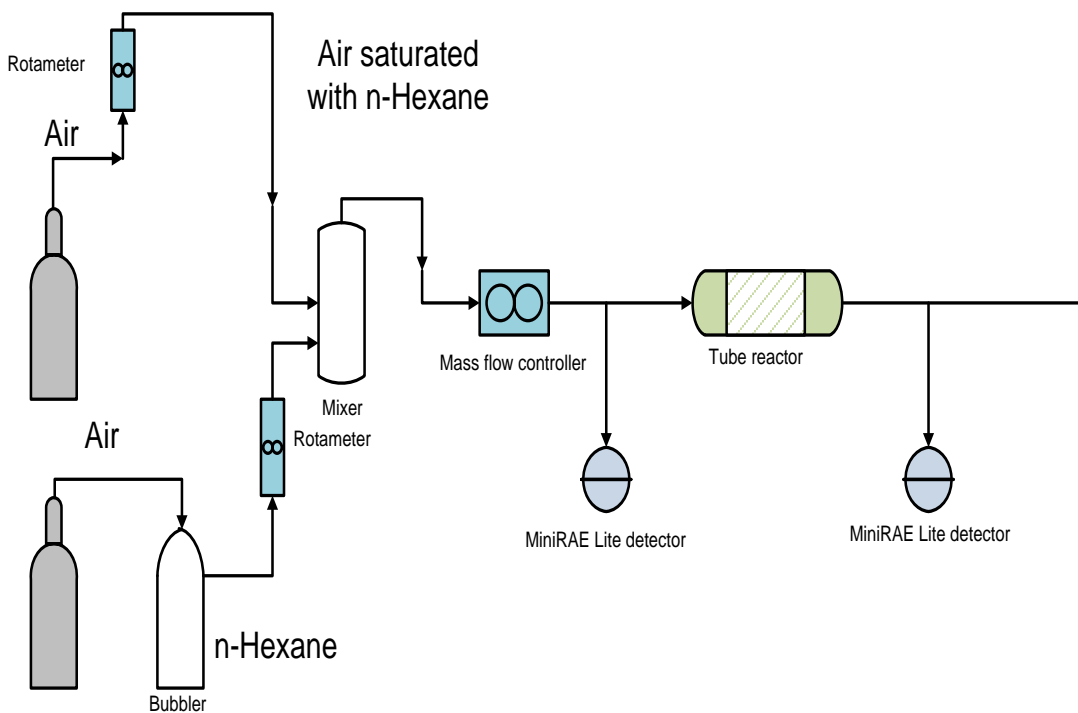 Rotameter
Air
Air saturated
with n-Hexane
Mixer
Mass flow controller
Tube reactor
Air
Rotameter
MiniRAE Lite detector
MiniRAE Lite detector
n-Hexane
Bubbler